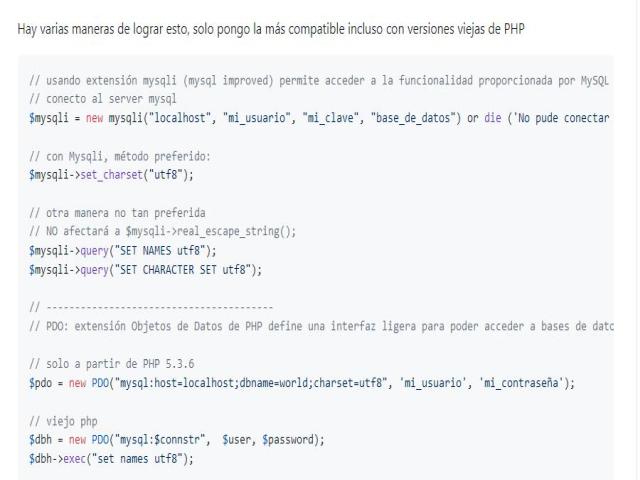 Hay varias maneras de lograr esto, solo pongo la más compatible incluso con versiones viejas de PHP
// usando extensión mysqli (mysql improved) permite acceder a la funcionalidad proporcionada por MySQL
// conecto al server mysql
$mysqli = new mysqli("localhost", "mi_usuario", "mi_clave", "base_de_datos") or die ('No pude conectar
// con Mysqli, método preferido:
$mysqli->set_charset("utf8");
// otra manera no tan preferida
// NO afectará a $mysqli->real_escape_string();
$mysqli->query("SET NAMES utf8");
$mysqli->query("SET CHARACTER SET utf8");
// ----------------------------------------
// PDO: extensión Objetos de Datos de PHP define una interfaz ligera para poder acceder a bases de datc
// solo a partir de PHP 5.3.6
$pdo = new PDO("mysql:host=localhost;dbname=world;charset=utf8", 'mi_usuario', 'mi_contraseña');
// viejo php
$dbh = new PDO("mysql:$connstr", $user, $password);
$dbh->exec("set names utf8");